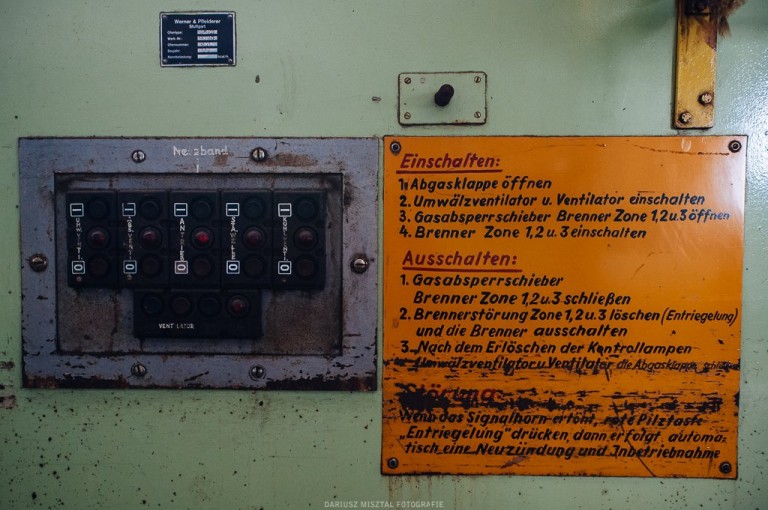 Werner & Pfleiderer
Stuttgart
Netzband
VENTILATOR
Einschalten:
1. Abgasklappe öffnen
2. Umwälzventilator u. Ventilator einschalten
3. Gasabsperrschieber Brenner Zone 1,2 u. 3 öffnen
4. Brenner Zone 1,2 u. 3 einschalten
Ausschalten:
1. Gasabsperrschieber
Brenner Zone 1,2 u. 3 schließen
2. Brennerstörung Zone 1,2 u. 3 löschen (Entriegelung)
und die Brenner ausschalten
3. Nach dem Erlöschen der Kontrollampen
Umwälzventilator u. Ventilator die Abgasklappe schließen
Störung:
Wenn das Signalhorn ertönt, rote Pilztaste
„Entriegelung" drücken, dann erfolgt automa-
tisch eine Neuzündung und Inbetriebnahme
DARIUSZ MISZTAL FOTOGRAFIE